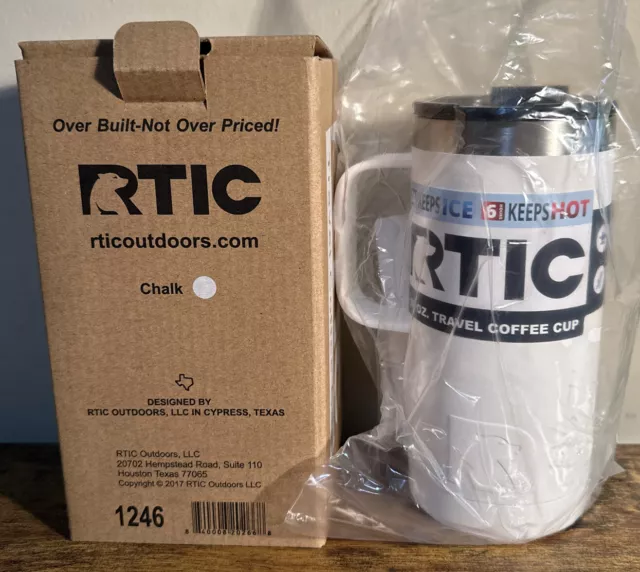 Over Built-Not Over Priced!
RTIC
rticoutdoors.com
Chalk
DESIGNED BY
RTIC OUTDOORS, LLC IN CYPRESS, TEXAS
RTIC Outdoors, LLC
20702 Hempstead Road, Suite 110
Houston Texas 77065
Copyright © 2017 RTIC Outdoors LLC
1246
KEEPS ICE 6 KEEPS HOT
RTIC
OZ. TRAVEL COFFEE CUP